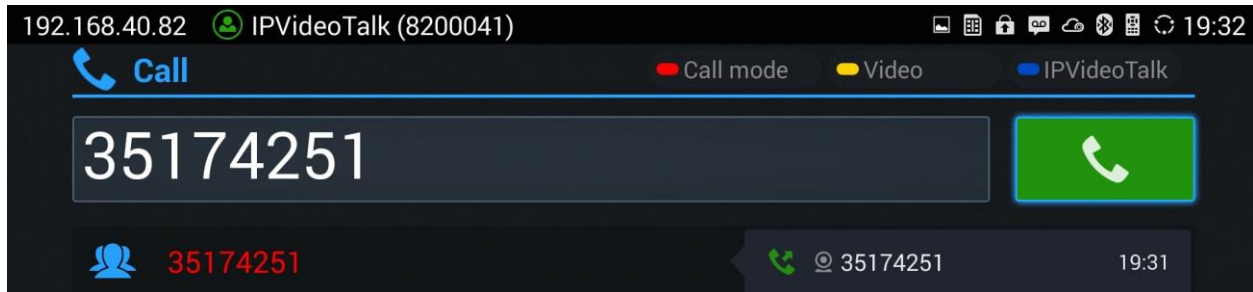 192.168.40.82 IPVideoTalk (8200041) 19:32
Call Call mode Video IPVideoTalk
35174251
35174251 35174251 19:31